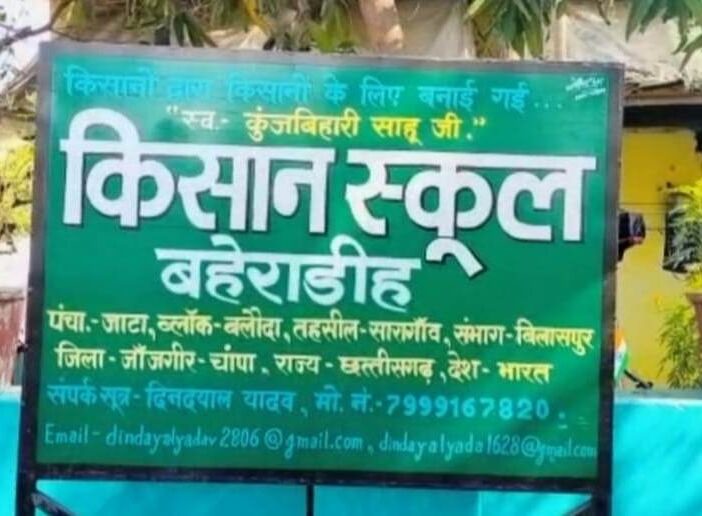 किसानों द्वारा किसानों के लिए बनाई गई ...
"स्व.- कुंजबिहारी साहू जी."
किसान स्कूल
बहेराडीह
पंचा.-जाटा, ब्लॉक-बलौदा, तहसील-सारागाँव, संभाग-बिलासपुर
जिला-जाँजगीर-चांपा, राज्य-छत्तीसगढ़, देश-भारत
संपर्क सूत्र-दिनदयाल यादव, मो. नं.-7999167820.
Email-dindayalyadav2806@gmail.com, dindayalyada1628@gmail.com